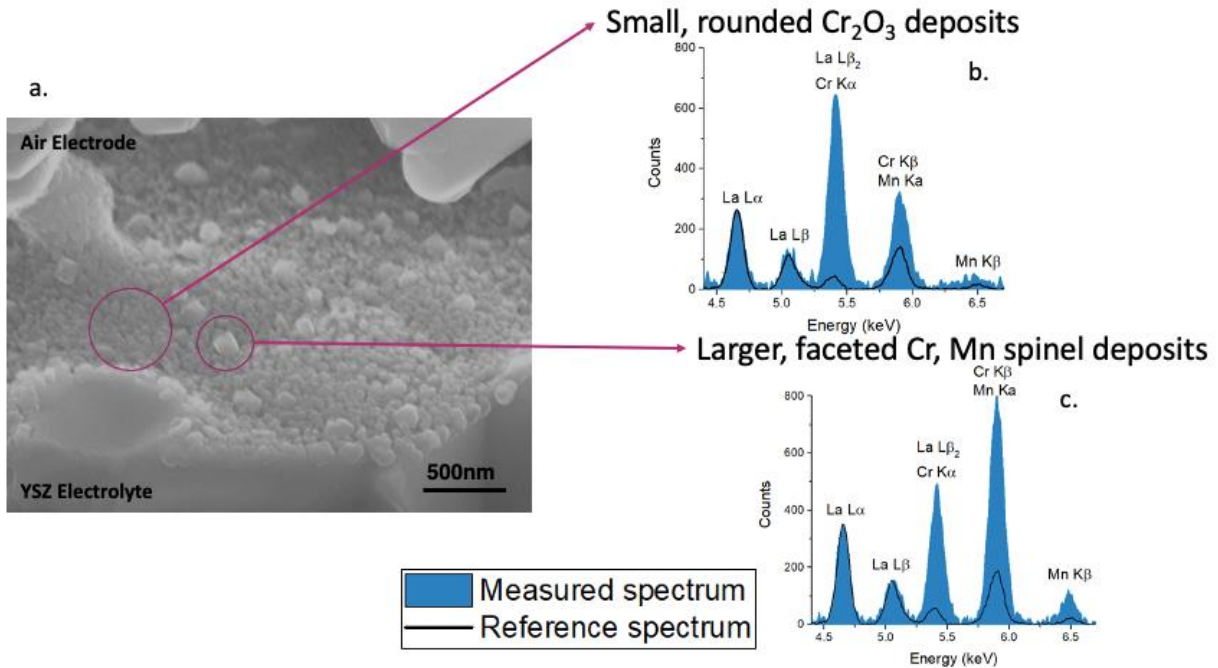 Small, rounded Cr₂O₃ deposits
a.
Air Electrode
500nm
YSZ Electrolyte
b.
800
600
400
200
0
Counts
La Lα
La Lβ
La Lβ₂
Cr Kα
Cr Kβ
Mn Ka
Mn Kβ
4.5 5.0 5.5 6.0 6.5
Energy (keV)
Larger, faceted Cr, Mn spinel deposits
c.
800
600
400
200
0
Counts
La Lα
La Lβ
La Lβ₂
Cr Kα
Cr Kβ
Mn Ka
Mn Kβ
4.5 5.0 5.5 6.0 6.5
Energy (keV)
Measured spectrum
Reference spectrum